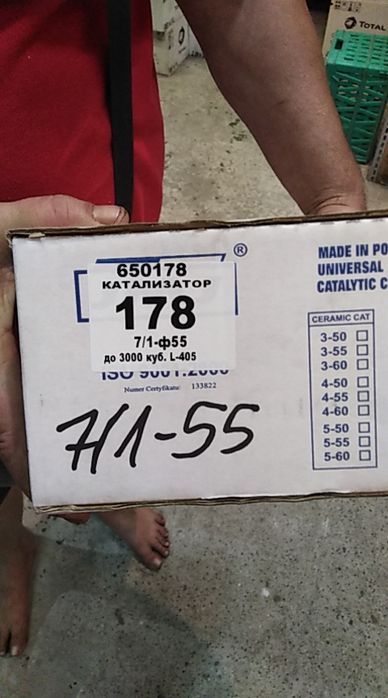 TOTAL
®
650178
КАТАЛИЗАТОР
178
7/1-ф55
до 3000 куб. L-405
ISO 9001:2000
Numer Certyfikatu: 133822
7/1-55
MADE IN PO
UNIVERSAL
CATALYTIC C
CERAMIC CAT
3-50
3-55
3-60
4-50
4-55
4-60
5-50
5-55
5-60